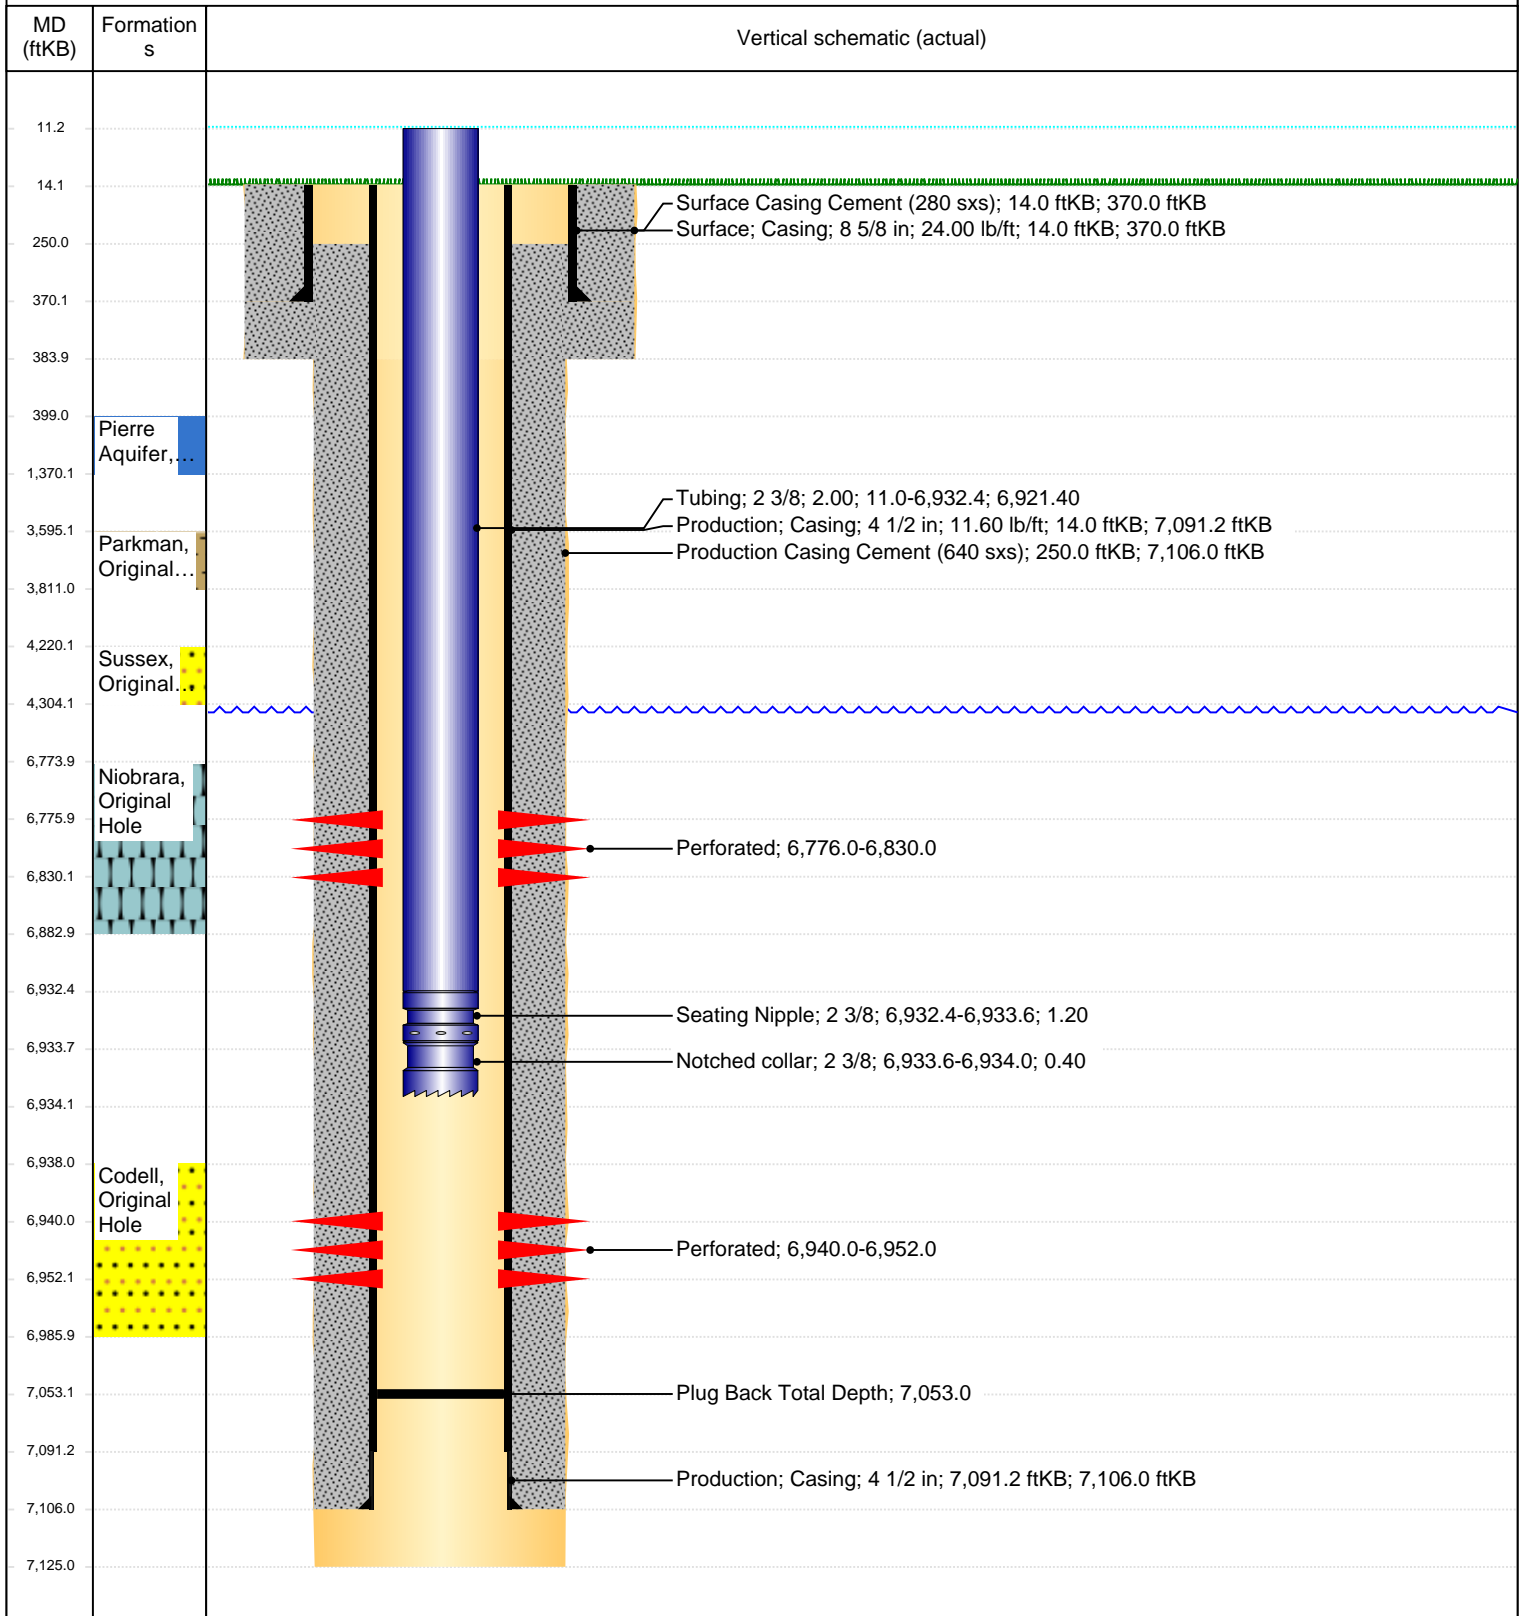 MD
(ftKB)
Formation
s
Vertical schematic (actual)
11.2
14.1
Surface Casing Cement (280 sxs); 14.0 ftKB; 370.0 ftKB
Surface; Casing; 8 5/8 in; 24.00 lb/ft; 14.0 ftKB; 370.0 ftKB
250.0
370.1
383.9
399.0
Pierre
Aquifer,...
1,370.1
Tubing; 2 3/8; 2.00; 11.0-6,932.4; 6,921.40
Production; Casing; 4 1/2 in; 11.60 lb/ft; 14.0 ftKB; 7,091.2 ftKB
3,595.1
Production Casing Cement (640 sxs); 250.0 ftKB; 7,106.0 ftKB
Parkman,
Original...
3,811.0
4,220.1
Sussex,
Original...
4,304.1
6,773.9
Niobrara,
Original
Hole
6,775.9
Perforated; 6,776.0-6,830.0
6,830.1
6,882.9
6,932.4
Seating Nipple; 2 3/8; 6,932.4-6,933.6; 1.20
6,933.7
Notched collar; 2 3/8; 6,933.6-6,934.0; 0.40
6,934.1
6,938.0
Codell,
Original
Hole
6,940.0
Perforated; 6,940.0-6,952.0
6,952.1
6,985.9
7,053.1
Plug Back Total Depth; 7,053.0
7,091.2
Production; Casing; 4 1/2 in; 7,091.2 ftKB; 7,106.0 ftKB
7,106.0
7,125.0